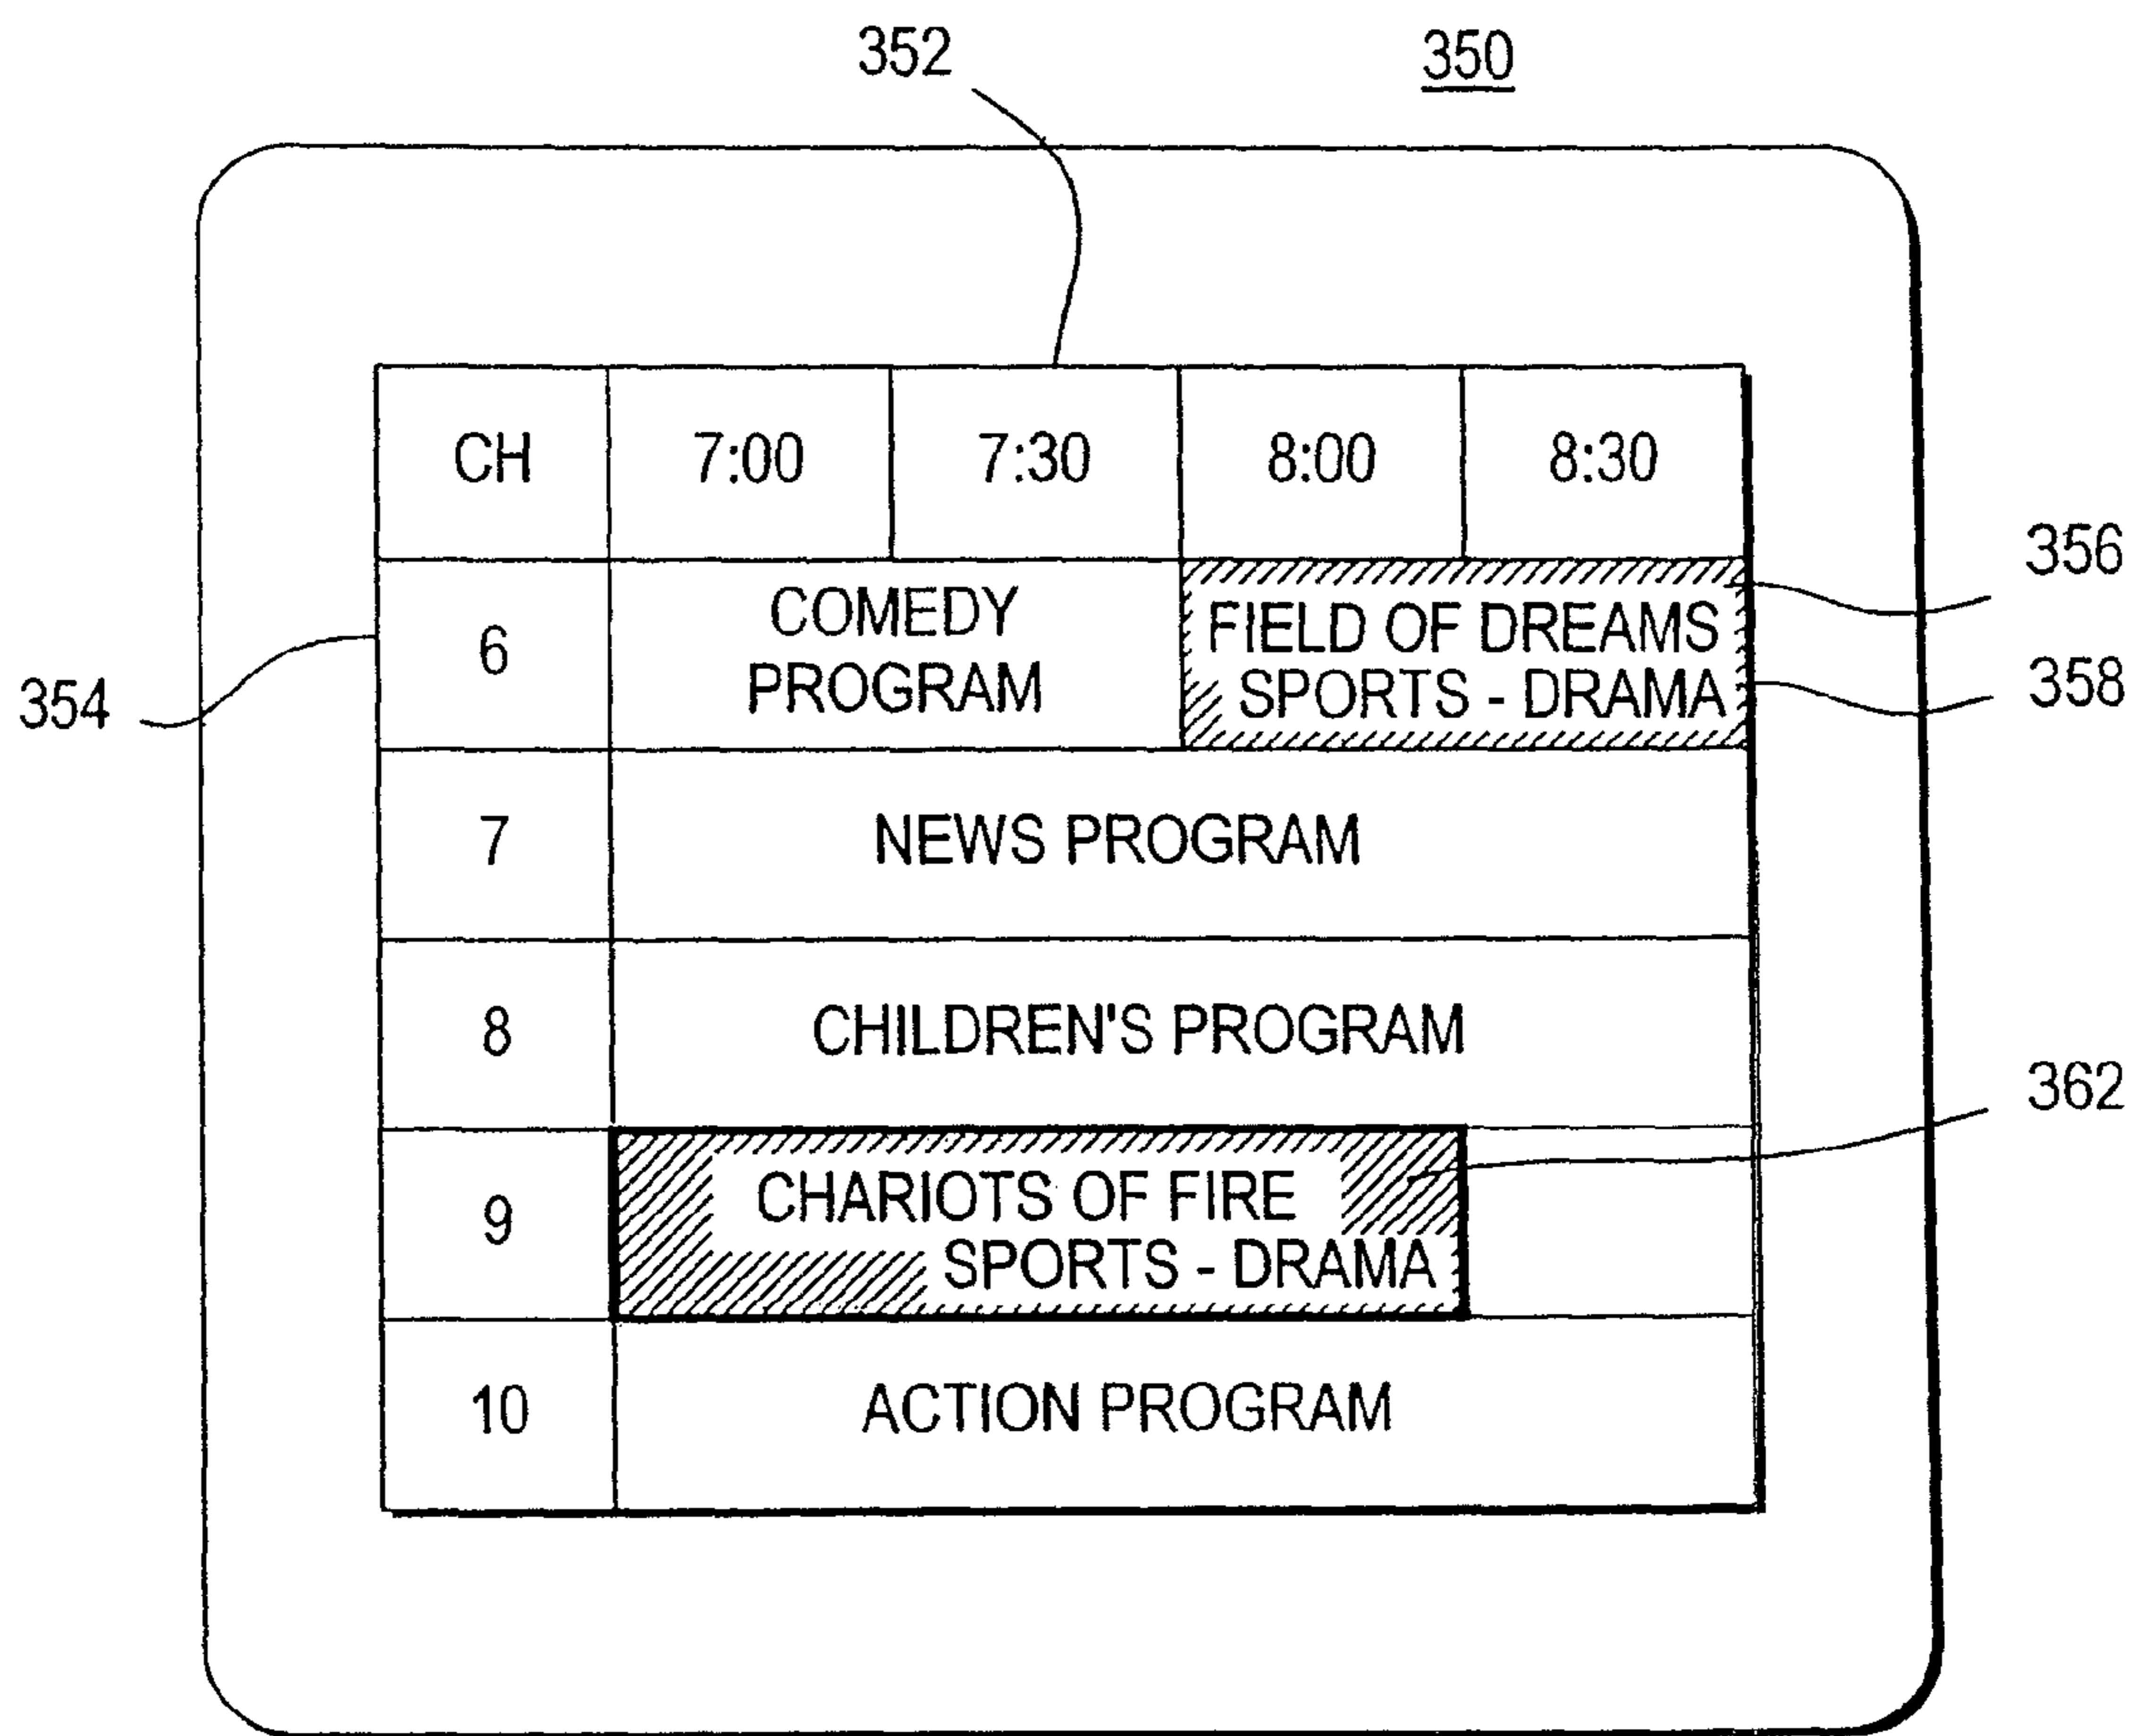 352
350
CH 7:00 7:30 8:00 8:30
356
6 COMEDY PROGRAM
FIELD OF DREAMS
SPORTS - DRAMA
358
354
7 NEWS PROGRAM
8 CHILDREN'S PROGRAM
362
9 CHARIOTS OF FIRE
SPORTS - DRAMA
10 ACTION PROGRAM